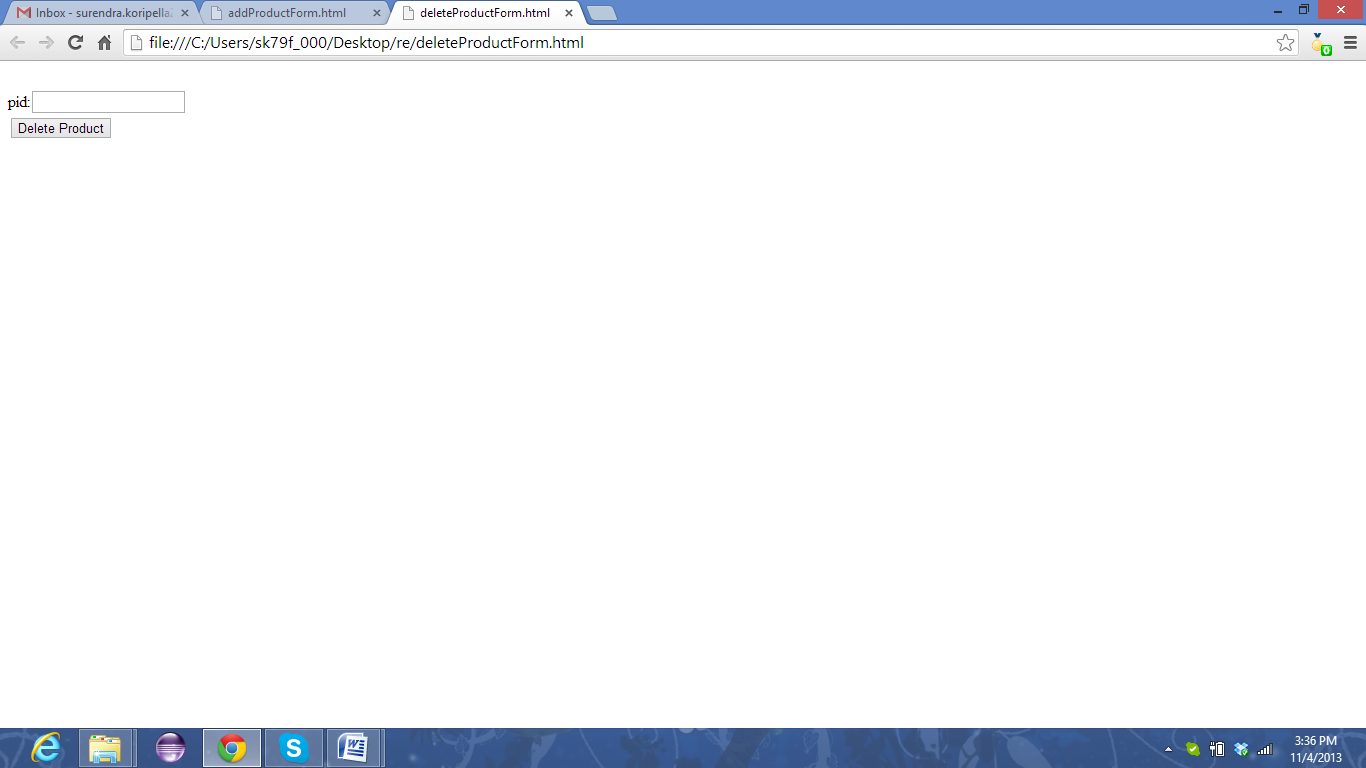 Inbox - surendra.koripella
addProductForm.html
deleteProductForm.html
file:///C:/Users/sk79f_000/Desktop/re/deleteProductForm.html
0
pid:
Delete Product
3:36 PM
11/4/2013